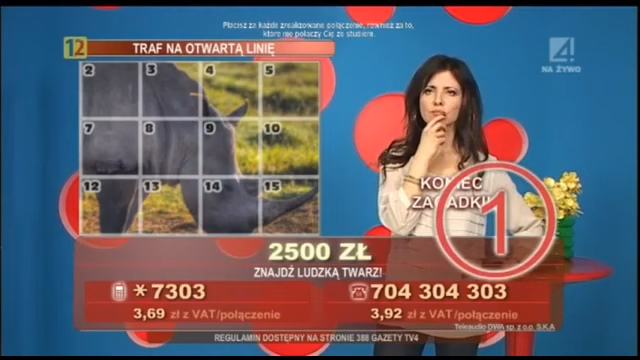 Płacisz za każde zrealizowane połączenie, również za to,
które nie połączy Cię ze studiem.
12
TRAF NA OTWARTĄ LINIĘ
4
NA ŻYWO
2 3 4 5
7 8 9 10
12 13 14 15
KONIEC
ZAGADKI!
1
2500 ZŁ
ZNAJDŹ LUDZKĄ TWARZ!
*7303
704 304 303
3,69 zł z VAT/połączenie
3,92 zł z VAT/połączenie
Teleaudio DWA sp. z o.o. S.K.A
REGULAMIN DOSTĘPNY NA STRONIE 388 GAZETY TV4